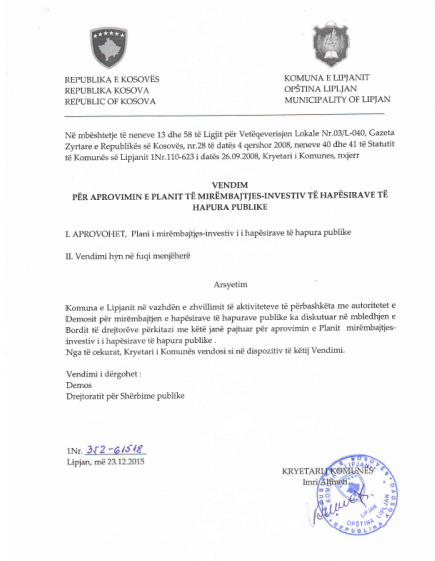 REPUBLIKA E KOSOVËS
REPUBLIKA KOSOVA
REPUBLIC OF KOSOVO
KOMUNA E LIPJANIT
OPŠTINA LIPLJAN
MUNICIPALITY OF LIPJAN
Në mbështetje të neneve 13 dhe 58 të Ligjit për Vetëqeverisjen Lokale Nr.03/L-040, Gazeta
Zyrtare e Republikës së Kosovës, nr.28 të datës 4 qershor 2008, neneve 40 dhe 41 të Statutit
të Komunës së Lipjanit 1Nr.110-623 i datës 26.09.2008, Kryetari i Komunes, nxjerr
VENDIM
PËR APROVIMIN E PLANIT TË MIRËMBAJTJES-INVESTIV TË HAPËSIRAVE TË
HAPURA PUBLIKE
I. APROVOHET, Plani i mirëmbajtjes-investiv i i hapësirave të hapura publike
II. Vendimi hyn në fuqi menjëherë
Arsyetim
Komuna e Lipjanit në vazhdën e zhvillimit të aktiviteteve të përbashkëta me autoritetet e
Demosit për mirëmbajtjen e hapësirave të hapurave publike ka diskutuar në mbledhjen e
Bordit të drejtorëve përkitazi me këtë janë pajtuar për aprovimin e Planit mirëmbajtjes-
investiv i i hapësirave të hapura publike .
Nga të cekurat, Kryetari i Komunës vendosi si në dispozitiv të këtij Vendimi.
Vendimi i dërgohet :
Demos
Drejtoratit për Shërbime publike
1Nr. 352-61518
Lipjan, më 23.12.2015
KRYETARI I KOMUNËS
Imri Ahmeti
KOMUNA E LIPJANIT
OPŠTINA LIPLJAN
LIPJAN
REPUBLIKA KOSOVA